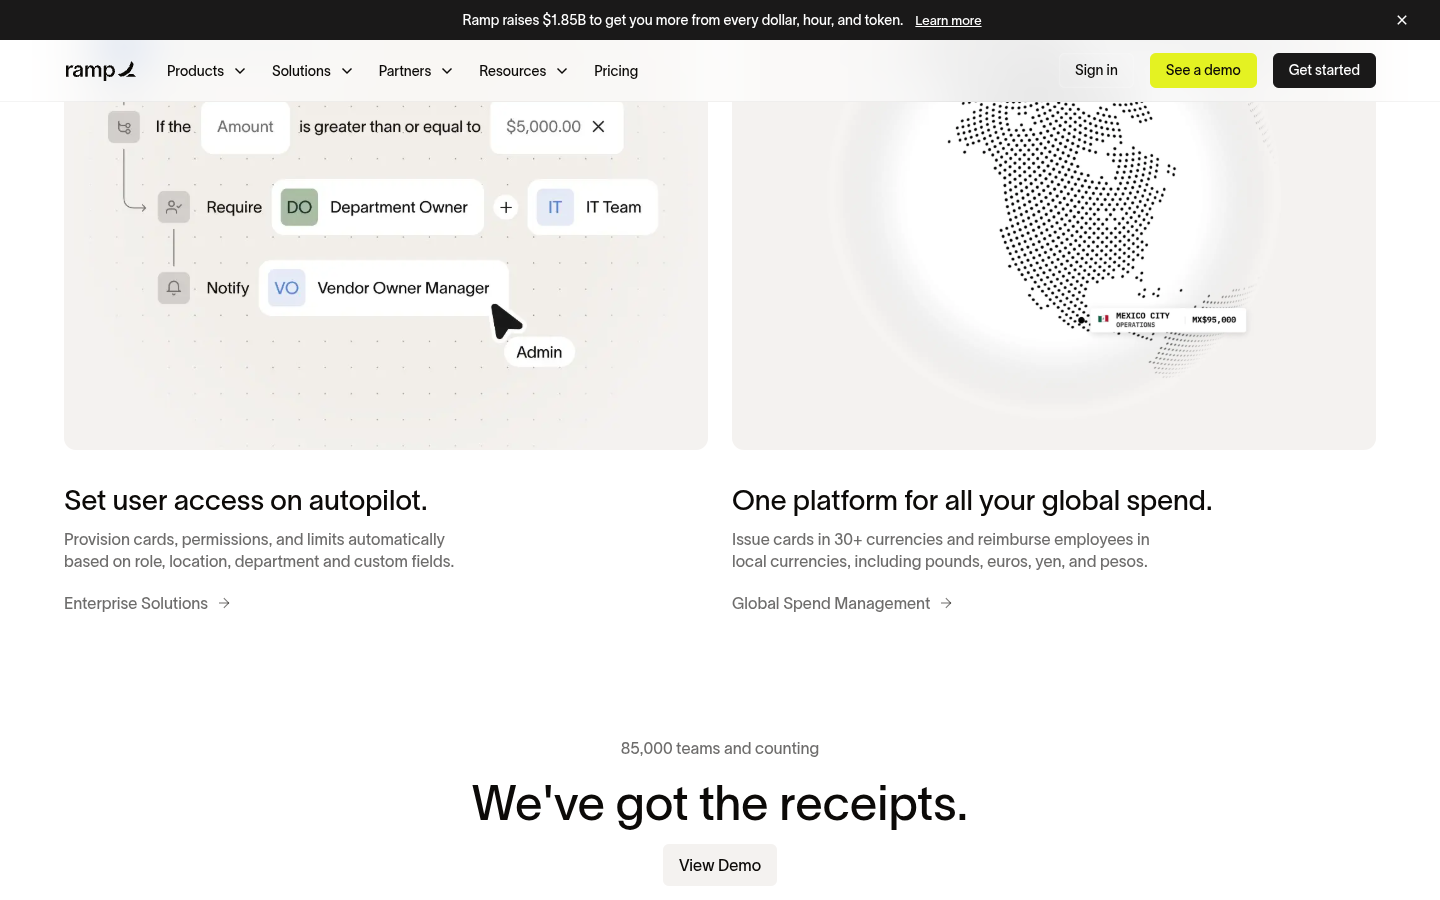 Ramp raises $1.85B to get you more from every dollar, hour, and token. Learn more
ramp Products Solutions Partners Resources Pricing Sign in See a demo Get started
If the Amount is greater than or equal to $5,000.00
Require DO Department Owner + IT IT Team
Notify VO Vendor Owner Manager
Admin
MEXICO CITY MX$95,000
OPERATIONS
Set user access on autopilot.
Provision cards, permissions, and limits automatically
based on role, location, department and custom fields.
Enterprise Solutions
One platform for all your global spend.
Issue cards in 30+ currencies and reimburse employees in
local currencies, including pounds, euros, yen, and pesos.
Global Spend Management
85,000 teams and counting
We've got the receipts.
View Demo